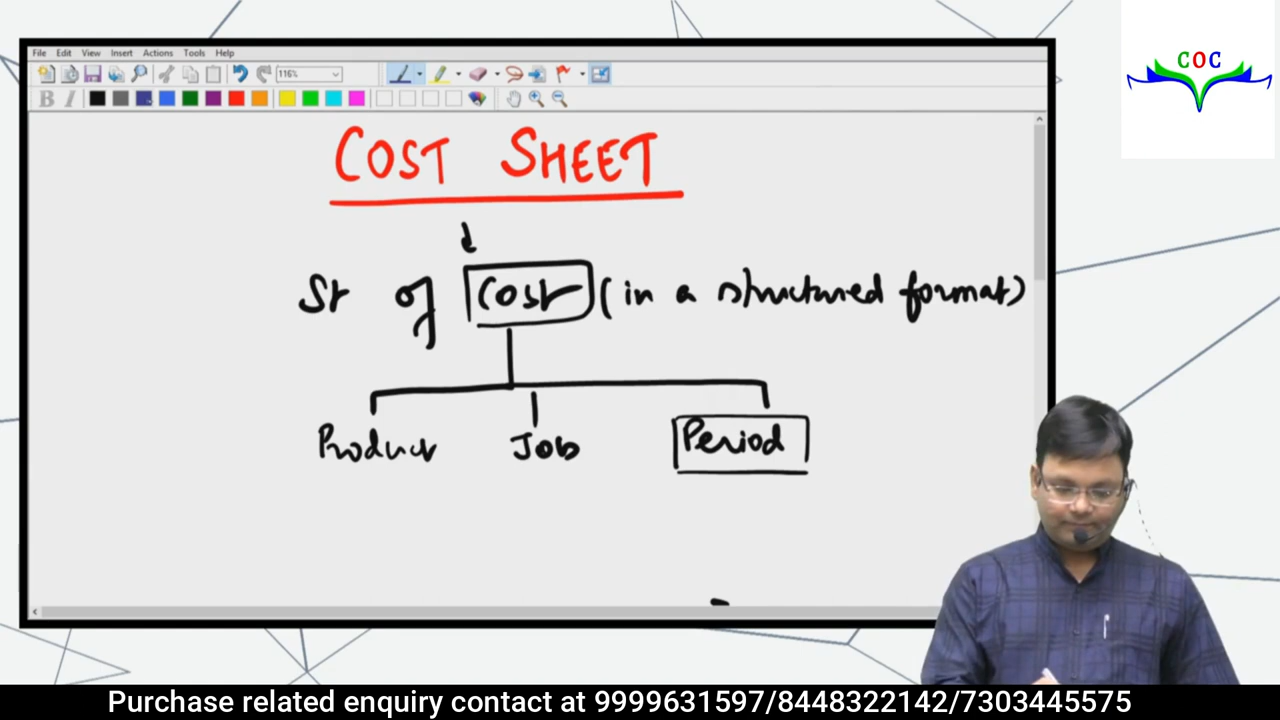 COC
File Edit View Insert Actions Tools Help
116%
B I
COST SHEET
St of Cost (in a structured format)
Product Job Period
Purchase related enquiry contact at 9999631597/8448322142/7303445575